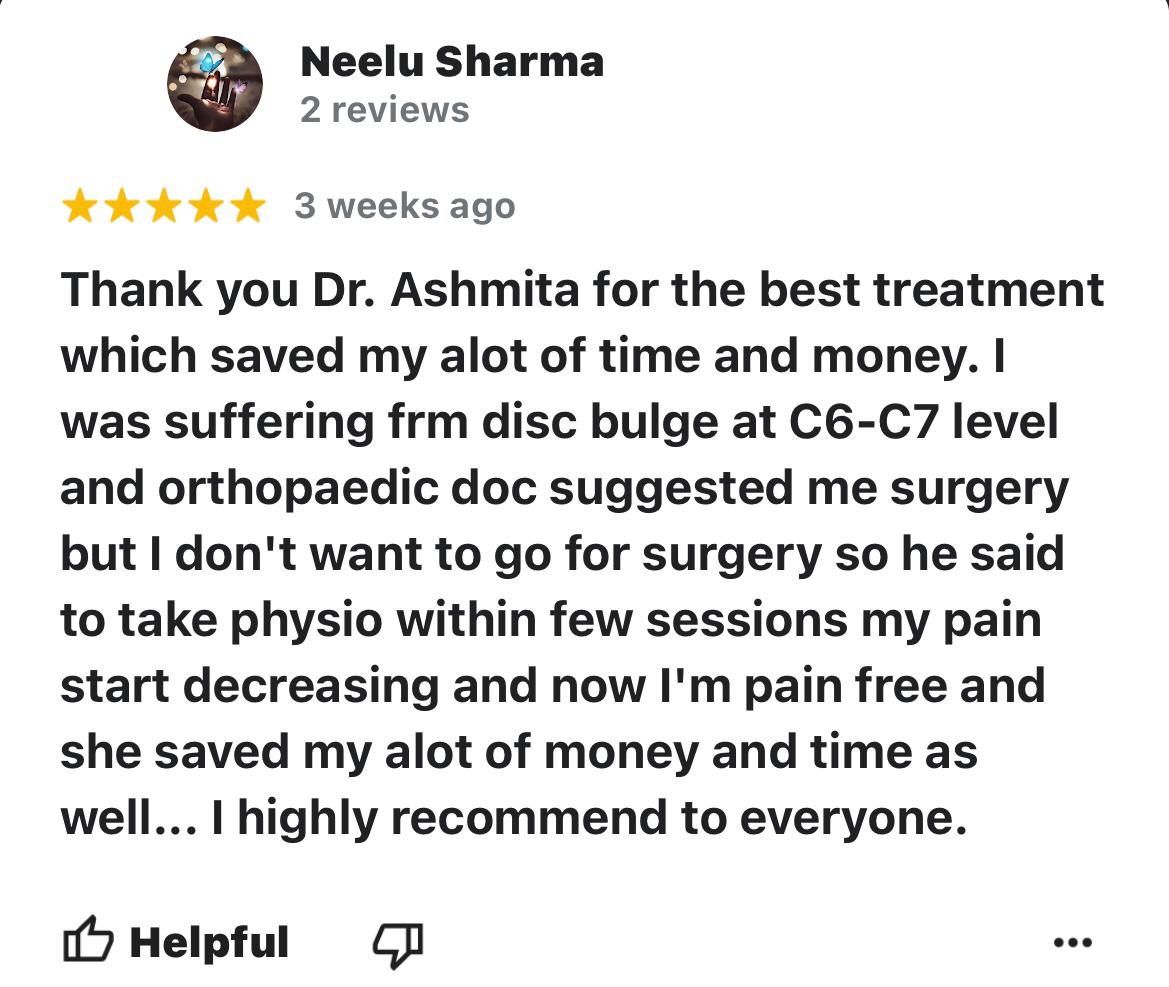 Neelu Sharma
2 reviews
3 weeks ago
Thank you Dr. Ashmita for the best treatment
which saved my alot of time and money. I
was suffering frm disc bulge at C6-C7 level
and orthopaedic doc suggested me surgery
but I don't want to go for surgery so he said
to take physio within few sessions my pain
start decreasing and now I'm pain free and
she saved my alot of money and time as
well... I highly recommend to everyone.
Helpful